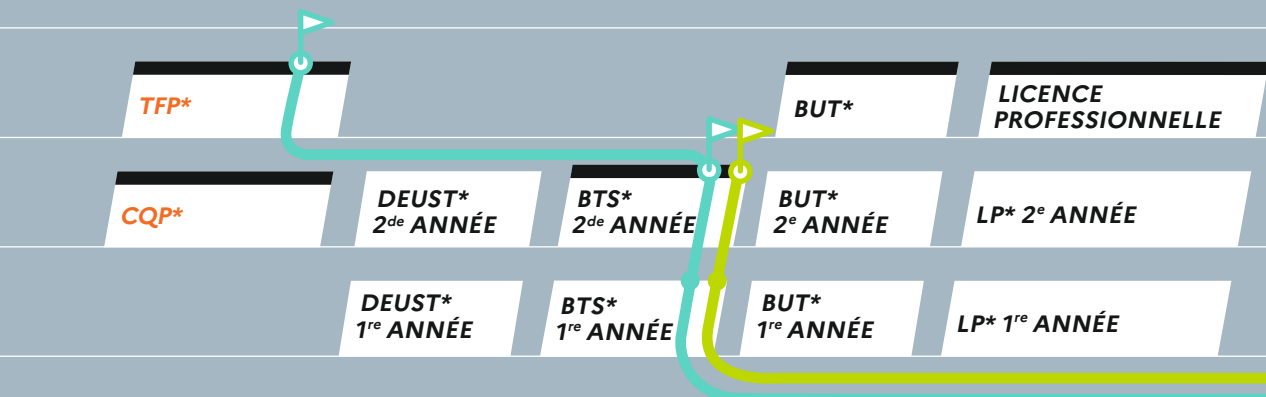 TFP*
BUT*
LICENCE
PROFESSIONNELLE
CQP*
DEUST*
2de ANNÉE
BTS*
2de ANNÉE
BUT*
2e ANNÉE
LP* 2e ANNÉE
DEUST*
1re ANNÉE
BTS*
1re ANNÉE
BUT*
1re ANNÉE
LP* 1re ANNÉE